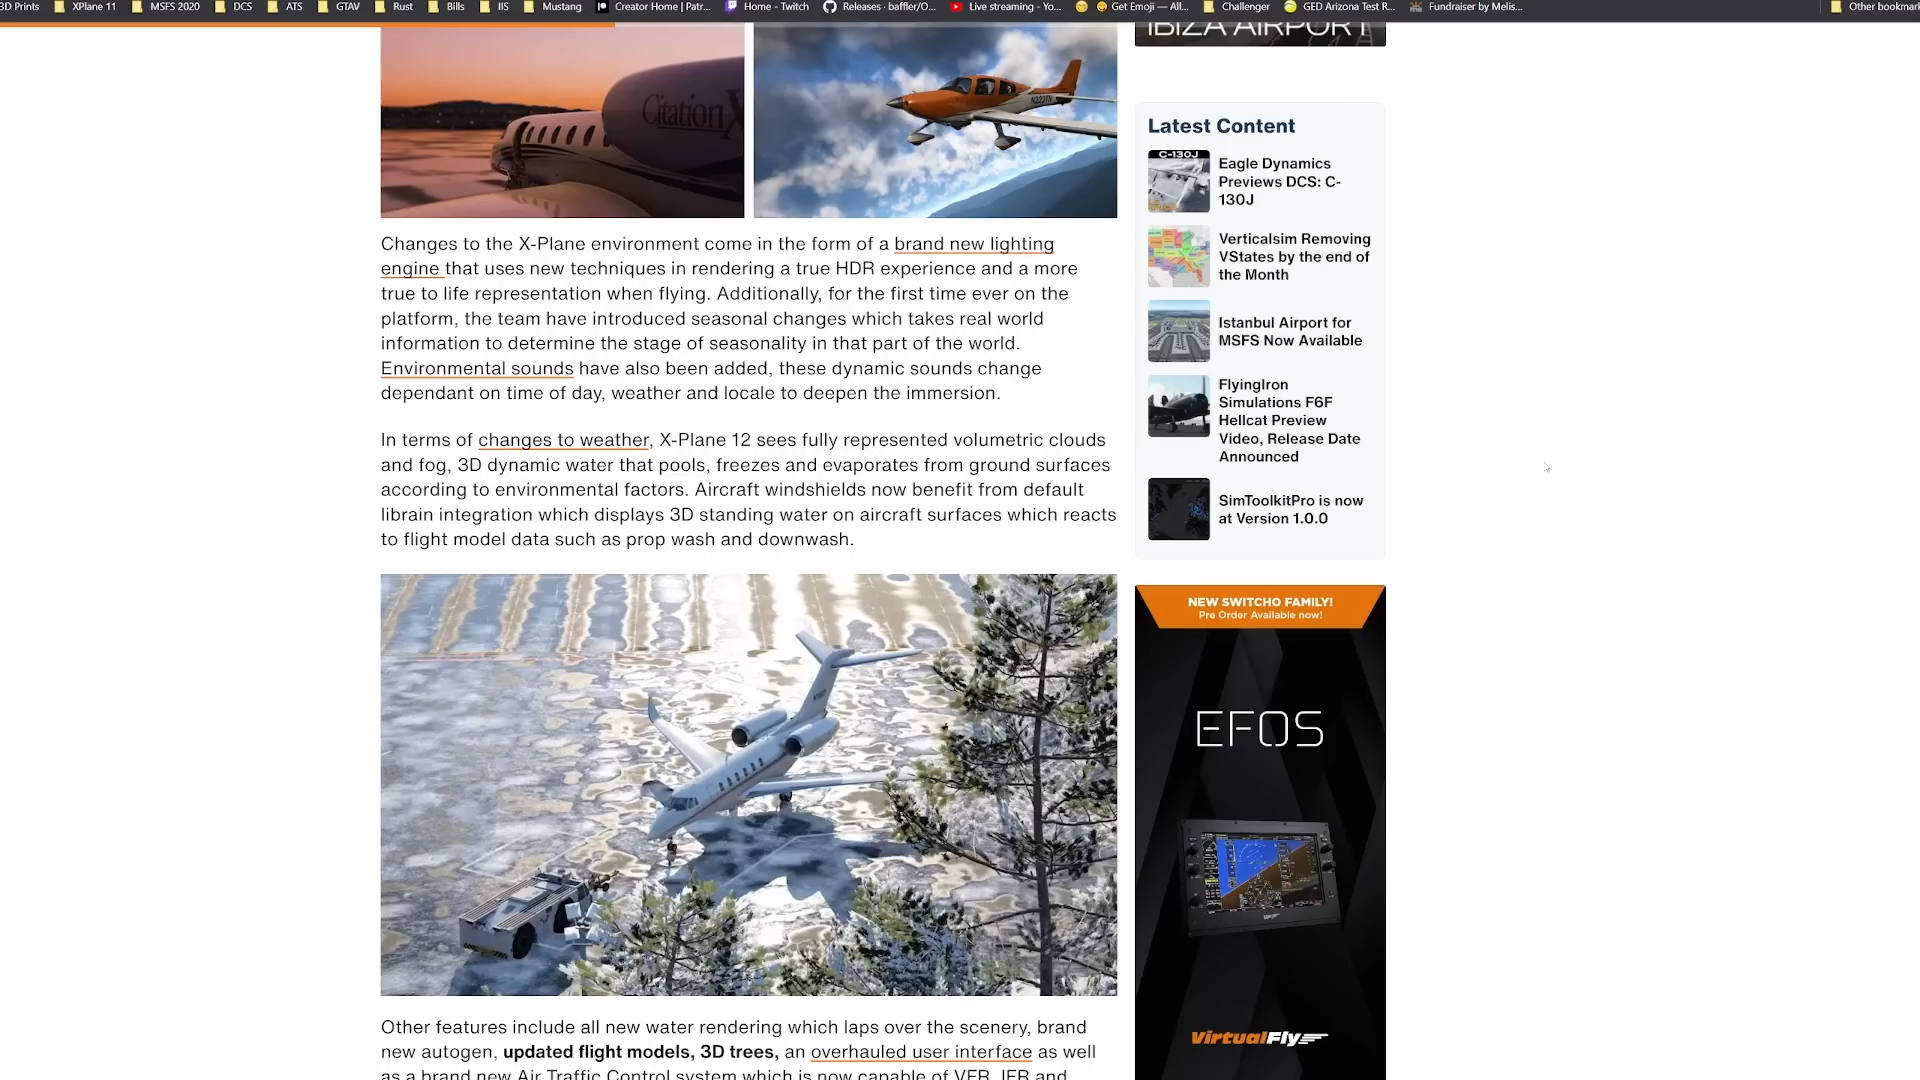 3D Prints XPlane 11 MSFS 2020 DCS ATS GTAV Rust Bills IIS Mustang Creator Home | Patr... Home - Twitch Releases · baffler/O... Live streaming - Yo... Get Emoji — All... Challenger GED Arizona Test R... Fundraiser by Melis... Other bookmar
IBIZA AIRPORT
Citation X
Changes to the X-Plane environment come in the form of a brand new lighting
engine that uses new techniques in rendering a true HDR experience and a more
true to life representation when flying. Additionally, for the first time ever on the
platform, the team have introduced seasonal changes which takes real world
information to determine the stage of seasonality in that part of the world.
Environmental sounds have also been added, these dynamic sounds change
dependant on time of day, weather and locale to deepen the immersion.
In terms of changes to weather, X-Plane 12 sees fully represented volumetric clouds
and fog, 3D dynamic water that pools, freezes and evaporates from ground surfaces
according to environmental factors. Aircraft windshields now benefit from default
librain integration which displays 3D standing water on aircraft surfaces which reacts
to flight model data such as prop wash and downwash.
Other features include all new water rendering which laps over the scenery, brand
new autogen, updated flight models, 3D trees, an overhauled user interface as well
as a brand new Air Traffic Control system which is now capable of VFR, IFR and
Latest Content
C-130J
Eagle Dynamics
Previews DCS: C-
130J
Verticalsim Removing
VStates by the end of
the Month
Istanbul Airport for
MSFS Now Available
FlyingIron
Simulations F6F
Hellcat Preview
Video, Release Date
Announced
SimToolkitPro is now
at Version 1.0.0
NEW SWITCHO FAMILY!
Pre Order Available now!
EFOS
VirtualFly